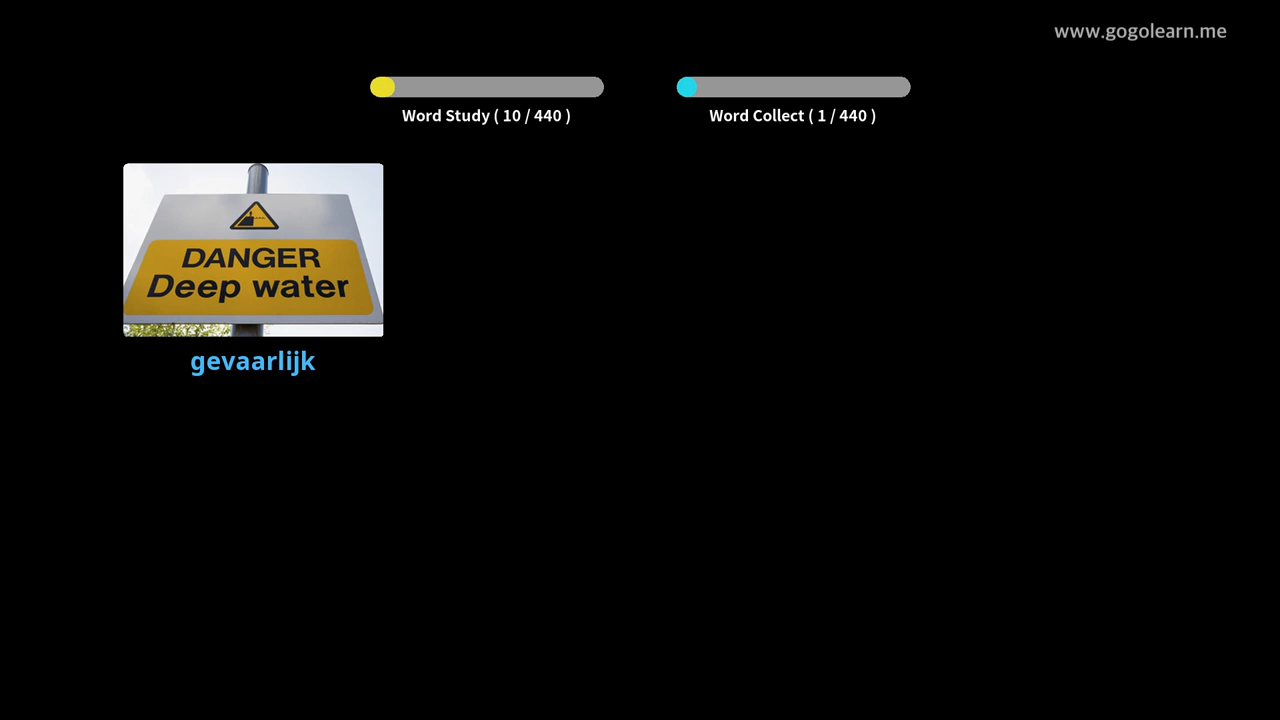 www.gogolearn.me
Word Study ( 10 / 440 )
Word Collect ( 1 / 440 )
DANGER
Deep water
gevaarlijk